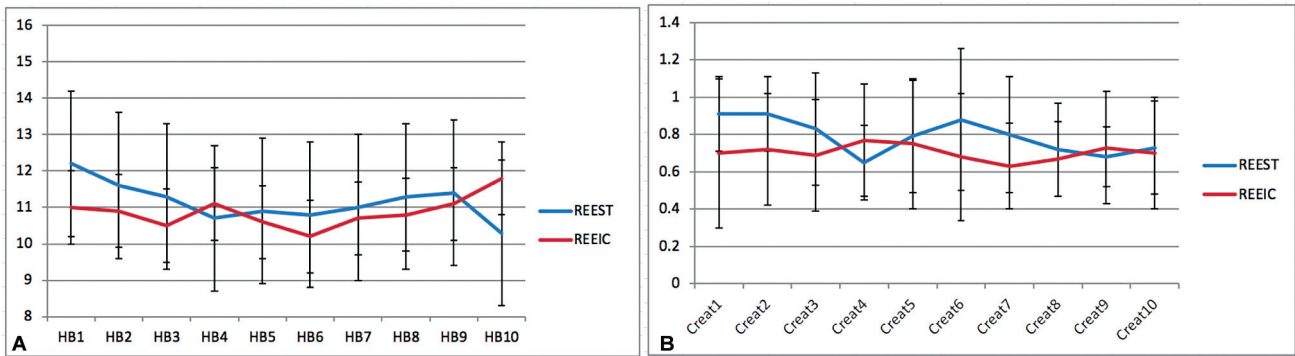 16
15
14
13
12
11
10
9
8
HB1 HB2 HB3 HB4 HB5 HB6 HB7 HB8 HB9 HB10
REEST
REEIC
A
1.4
1.2
1
0.8
0.6
0.4
0.2
0
Creat1 Creat2 Creat3 Creat4 Creat5 Creat6 Creat7 Creat8 Creat9 Creat10
REEST
REEIC
B